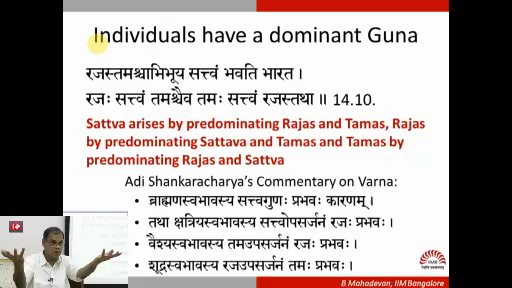 Individuals have a dominant Guna
रजस्तमश्चाभिभूय सत्त्वं भवति भारत ।
रजः सत्त्वं तमश्चैव तमः सत्त्वं रजस्तथा ॥ 14.10.
Sattva arises by predominating Rajas and Tamas, Rajas
by predominating Sattava and Tamas and Tamas by
predominating Rajas and Sattva
Adi Shankaracharya's Commentary on Varna:
• ब्राह्मणस्वभावस्य सत्त्वगुणः प्रभवः कारणम् ।
• तथा क्षत्रियस्वभावस्य सत्त्वोपसर्जनं रजः प्रभवः ।
• वैश्यस्वभावस्य तमउपसर्जनं रजः प्रभवः ।
• शूद्रस्वभावस्य रजउपसर्जनं तमः प्रभवः ।
B Mahadevan, IIM Bangalore